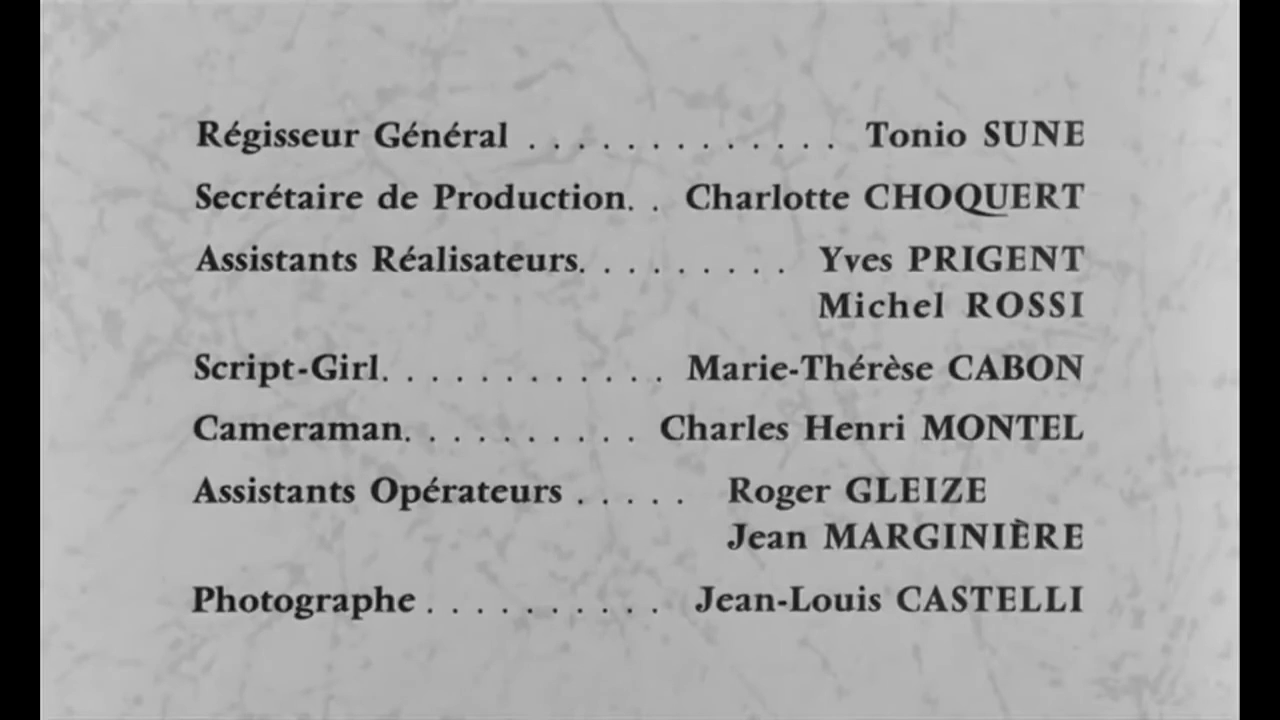 Régisseur Général . . . . . . . . . . . . . Tonio SUNE
Secrétaire de Production. . Charlotte CHOQUERT
Assistants Réalisateurs. . . . . . . . . Yves PRIGENT
Michel ROSSI
Script-Girl. . . . . . . . . . . . Marie-Thérèse CABON
Cameraman. . . . . . . . . . Charles Henri MONTEL
Assistants Opérateurs . . . . . Roger GLEIZE
Jean MARGINIÈRE
Photographe . . . . . . . . . . Jean-Louis CASTELLI